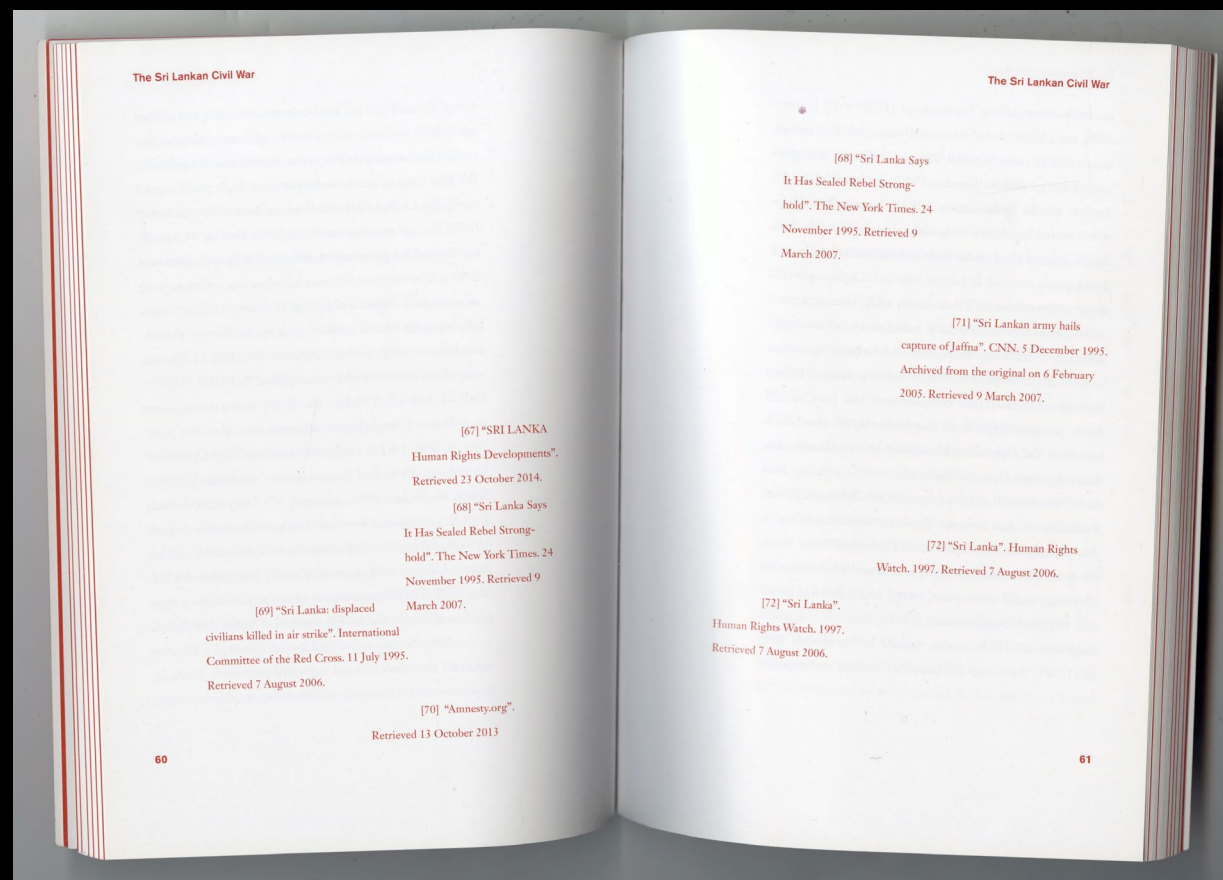 The Sri Lankan Civil War
[67] “SRI LANKA
Human Rights Developments”.
Retrieved 23 October 2014.
[68] “Sri Lanka Says
It Has Sealed Rebel Strong-
hold”. The New York Times. 24
November 1995. Retrieved 9
March 2007.
[69] “Sri Lanka: displaced
civilians killed in air strike”. International
Committee of the Red Cross. 11 July 1995.
Retrieved 7 August 2006.
[70] “Amnesty.org”.
Retrieved 13 October 2013
60
The Sri Lankan Civil War
[68] “Sri Lanka Says
It Has Sealed Rebel Strong-
hold”. The New York Times. 24
November 1995. Retrieved 9
March 2007.
[71] “Sri Lankan army hails
capture of Jaffna”. CNN. 5 December 1995.
Archived from the original on 6 February
2005. Retrieved 9 March 2007.
[72] “Sri Lanka”. Human Rights
Watch. 1997. Retrieved 7 August 2006.
[72] “Sri Lanka”.
Human Rights Watch. 1997.
Retrieved 7 August 2006.
61